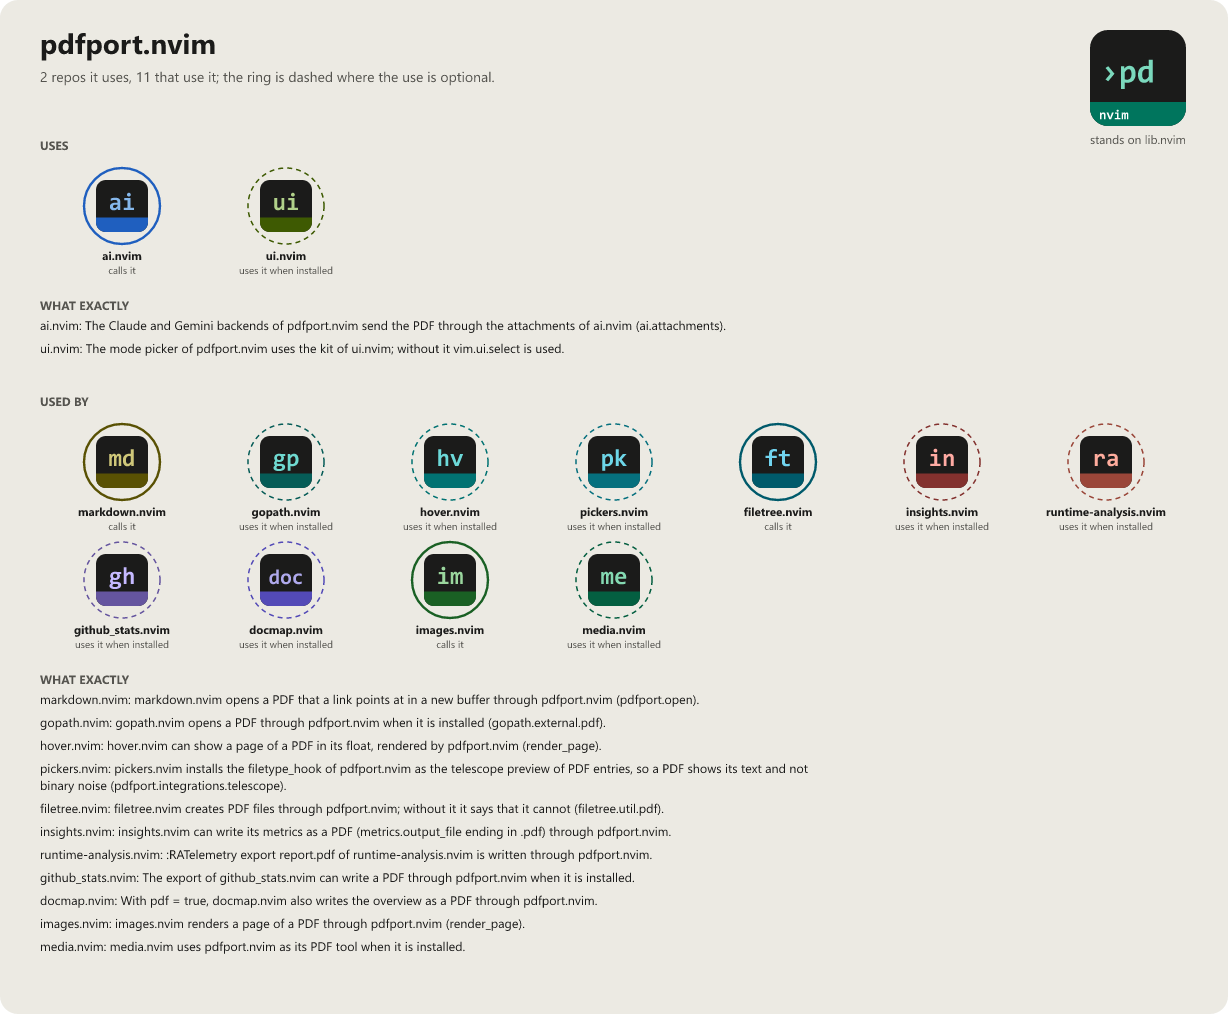 pdfport.nvim
2 repos it uses, 11 that use it; the ring is dashed where the use is optional.
›pd
nvim
stands on lib.nvim
USES
ai
ui
ai.nvim
ui.nvim
calls it
uses it when installed
WHAT EXACTLY
ai.nvim: The Claude and Gemini backends of pdfport.nvim send the PDF through the attachments of ai.nvim (ai.attachments).
ui.nvim: The mode picker of pdfport.nvim uses the kit of ui.nvim; without it vim.ui.select is used.
USED BY
md
gp
hv
pk
ft
in
ra
markdown.nvim
gopath.nvim
hover.nvim
pickers.nvim
filetree.nvim
insights.nvim
runtime-analysis.nvim
calls it
uses it when installed
uses it when installed
uses it when installed
calls it
uses it when installed
uses it when installed
gh
doc
im
me
github_stats.nvim
docmap.nvim
images.nvim
media.nvim
uses it when installed
uses it when installed
calls it
uses it when installed
WHAT EXACTLY
markdown.nvim: markdown.nvim opens a PDF that a link points at in a new buffer through pdfport.nvim (pdfport.open).
gopath.nvim: gopath.nvim opens a PDF through pdfport.nvim when it is installed (gopath.external.pdf).
hover.nvim: hover.nvim can show a page of a PDF in its float, rendered by pdfport.nvim (render_page).
pickers.nvim: pickers.nvim installs the filetype_hook of pdfport.nvim as the telescope preview of PDF entries, so a PDF shows its text and not
binary noise (pdfport.integrations.telescope).
filetree.nvim: filetree.nvim creates PDF files through pdfport.nvim; without it it says that it cannot (filetree.util.pdf).
insights.nvim: insights.nvim can write its metrics as a PDF (metrics.output_file ending in .pdf) through pdfport.nvim.
runtime-analysis.nvim: :RATelemetry export report.pdf of runtime-analysis.nvim is written through pdfport.nvim.
github_stats.nvim: The export of github_stats.nvim can write a PDF through pdfport.nvim when it is installed.
docmap.nvim: With pdf = true, docmap.nvim also writes the overview as a PDF through pdfport.nvim.
images.nvim: images.nvim renders a page of a PDF through pdfport.nvim (render_page).
media.nvim: media.nvim uses pdfport.nvim as its PDF tool when it is installed.